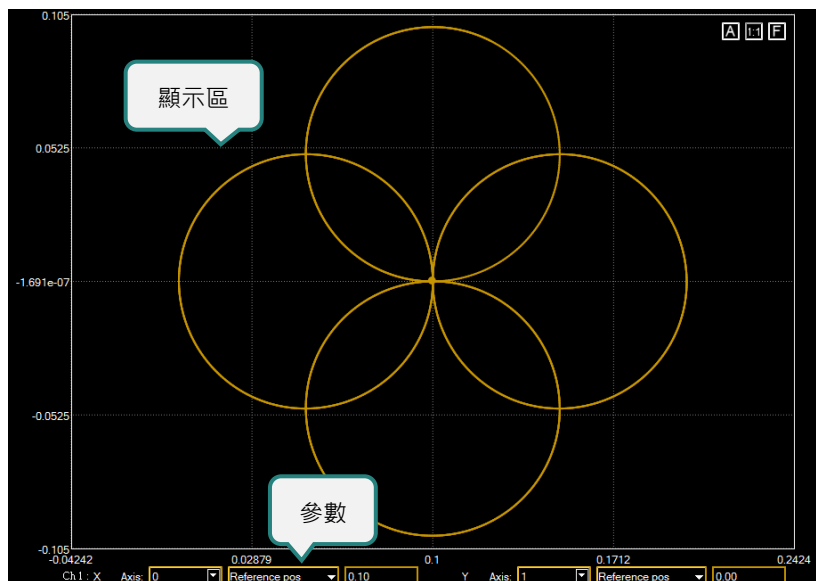 0.105
A 1:1 F
顯示區
0.0525
-1.691e-07
-0.0525
參數
-0.105
-0.04242 0.02879 0.1 0.1712 0.2424
Ch.1 : X Axis: 0 Reference pos 0.10 Y Axis: 1 Reference pos 0.00